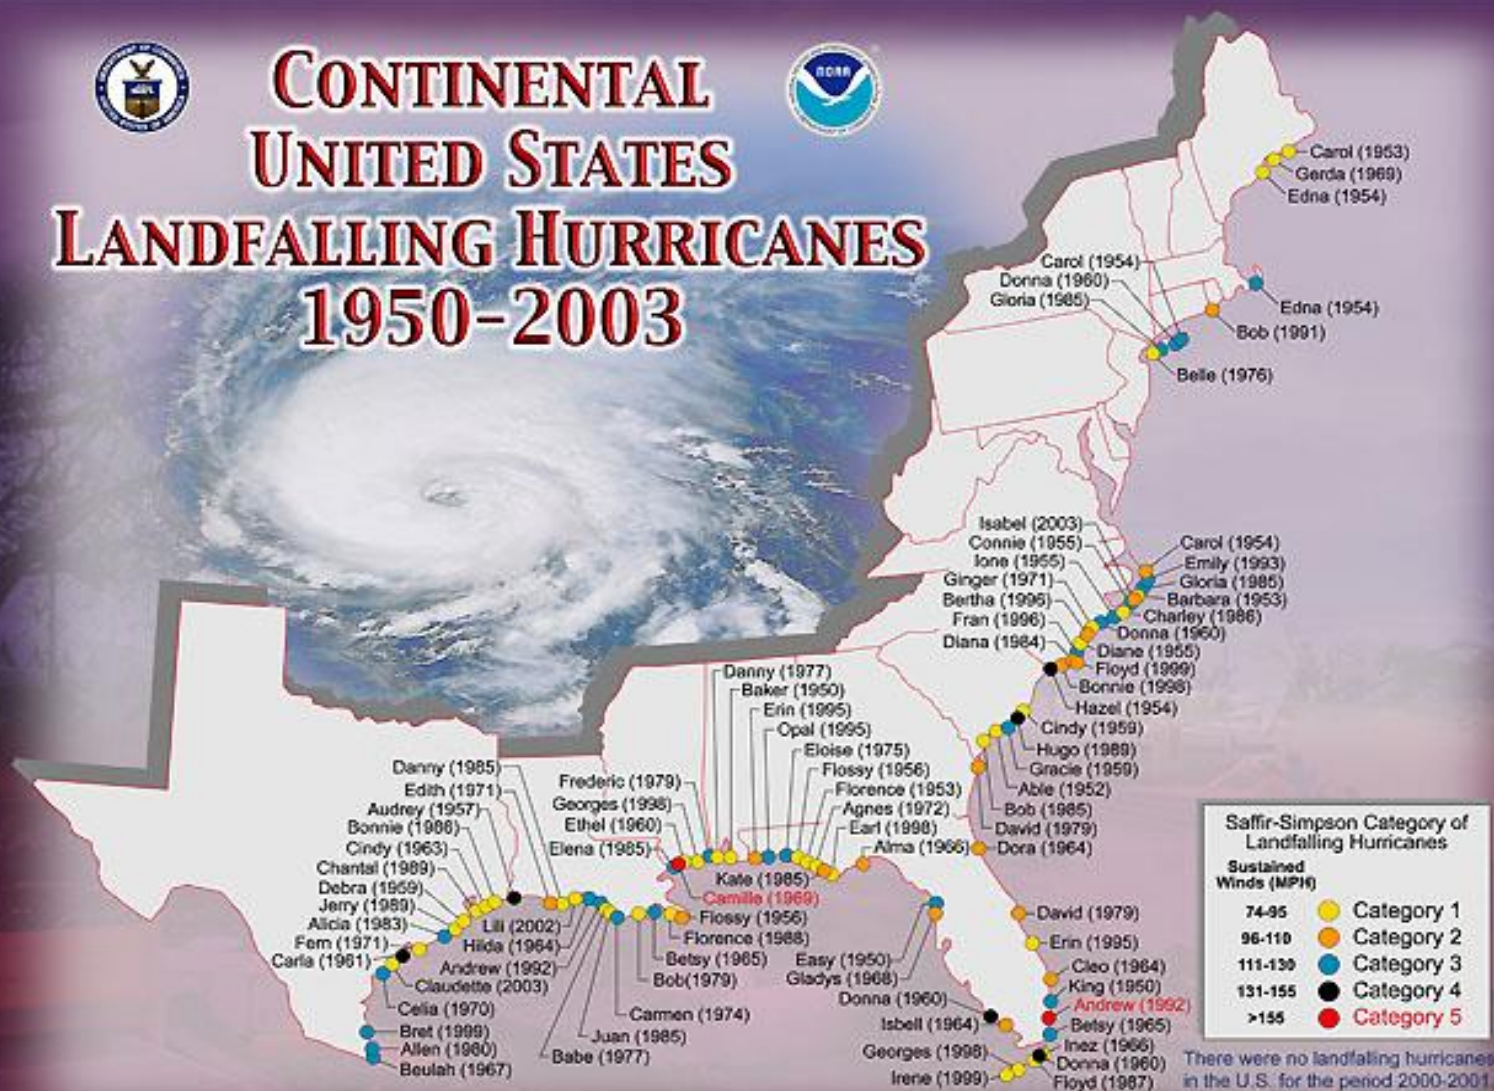 CONTINENTAL
UNITED STATES
LANDFALLING HURRICANES
1950-2003
NOAA
Carol (1953)
Gerda (1969)
Edna (1954)
Carol (1954)
Donna (1960)
Gloria (1985)
Edna (1954)
Bob (1991)
Belle (1976)
Isabel (2003)
Connie (1955)
Ione (1955)
Ginger (1971)
Bertha (1996)
Fran (1996)
Diana (1984)
Carol (1954)
Emily (1993)
Gloria (1985)
Barbara (1953)
Charley (1986)
Donna (1960)
Diane (1955)
Floyd (1999)
Bonnie (1998)
Hazel (1954)
Cindy (1959)
Hugo (1989)
Gracie (1959)
Able (1952)
Bob (1985)
David (1979)
Dora (1964)
Danny (1977)
Baker (1950)
Erin (1995)
Opal (1995)
Eloise (1975)
Flossy (1956)
Florence (1953)
Agnes (1972)
Earl (1998)
Alma (1966)
Frederic (1979)
Georges (1998)
Ethel (1960)
Elena (1985)
Kate (1985)
Camille (1969)
Danny (1985)
Edith (1971)
Audrey (1957)
Bonnie (1986)
Cindy (1963)
Chantal (1989)
Debra (1959)
Jerry (1989)
Alicia (1983)
Fern (1971)
Carla (1961)
Claudette (2003)
Celia (1970)
Bret (1999)
Allen (1980)
Beulah (1967)
Lili (2002)
Hilda (1964)
Andrew (1992)
Flossy (1956)
Florence (1988)
Betsy (1965)
Bob(1979)
Carmen (1974)
Juan (1985)
Babe (1977)
Easy (1950)
Gladys (1968)
Donna (1960)
Isbell (1964)
Georges (1998)
Irene (1999)
David (1979)
Erin (1995)
Cleo (1964)
King (1950)
Andrew (1992)
Betsy (1965)
Inez (1966)
Donna (1960)
Floyd (1987)
Saffir-Simpson Category of
Landfalling Hurricanes
Sustained
Winds (MPH)
74-95 Category 1
96-110 Category 2
111-130 Category 3
131-155 Category 4
>155 Category 5
There were no landfalling hurricanes
in the U.S. for the period 2000-2001